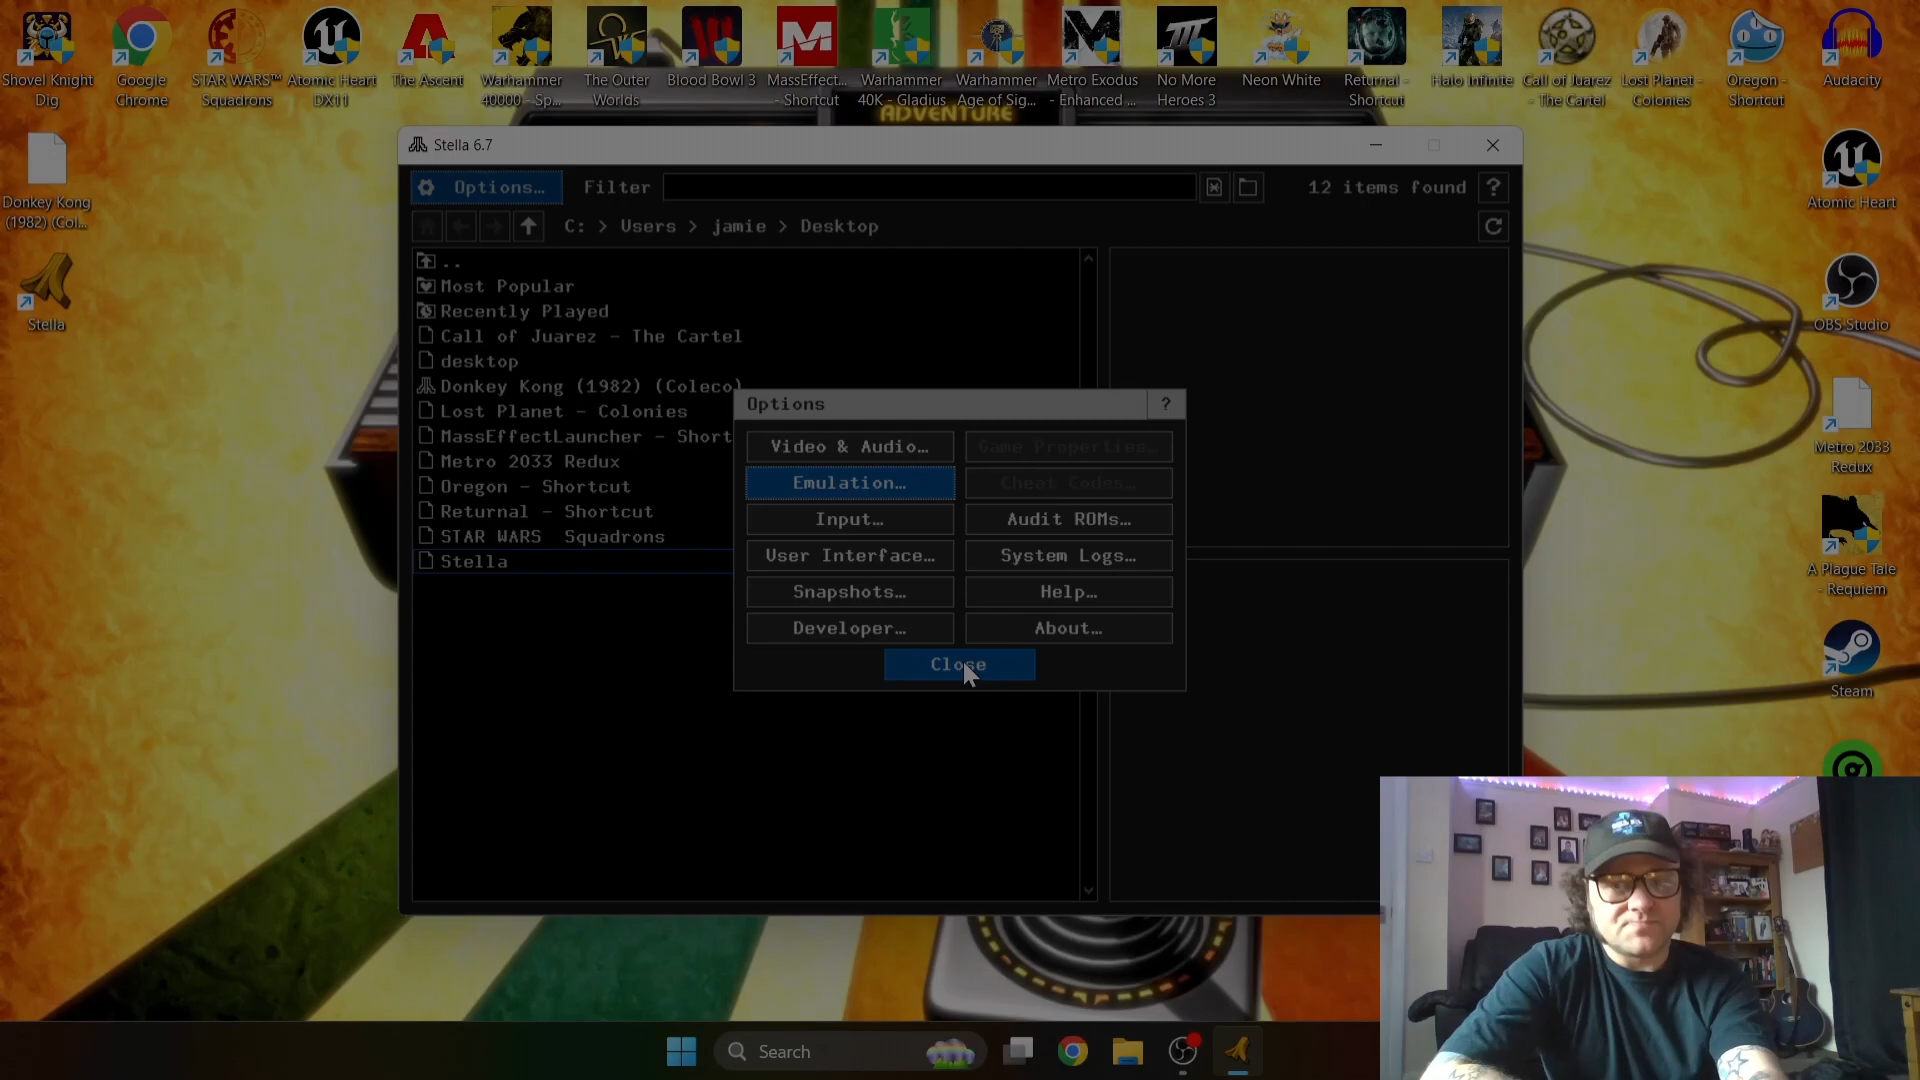 Shovel Knight
Dig
Google
Chrome
STAR WARS™
Squadrons
Atomic Heart
DX11
The Ascent
Warhammer
40000 - Sp...
The Outer
Worlds
Blood Bowl 3
MassEffect...
- Shortcut
Warhammer
40K - Gladius
Warhammer
Age of Sig...
Metro Exodus
- Enhanced ...
No More
Heroes 3
Neon White
Returnal -
Shortcut
Halo Infinite
Call of Juarez
- The Cartel
Lost Planet -
Colonies
Oregon -
Shortcut
Audacity
ADVENTURE
Donkey Kong
(1982) (Col...
Stella
Atomic Heart
OBS Studio
Metro 2033
Redux
A Plague Tale
- Requiem
Steam
Stella 6.7
Options…
Filter
12 items found
?
C: > Users > jamie > Desktop
..
Most Popular
Recently Played
Call of Juarez - The Cartel
desktop
Donkey Kong (1982) (Coleco)
Lost Planet - Colonies
MassEffectLauncher - Short
Metro 2033 Redux
Oregon - Shortcut
Returnal - Shortcut
STAR WARS  Squadrons
Stella
Options
?
Video & Audio…
Game Properties…
Emulation…
Cheat Codes…
Input…
Audit ROMs…
User Interface…
System Logs…
Snapshots…
Help…
Developer…
About…
Close
Search